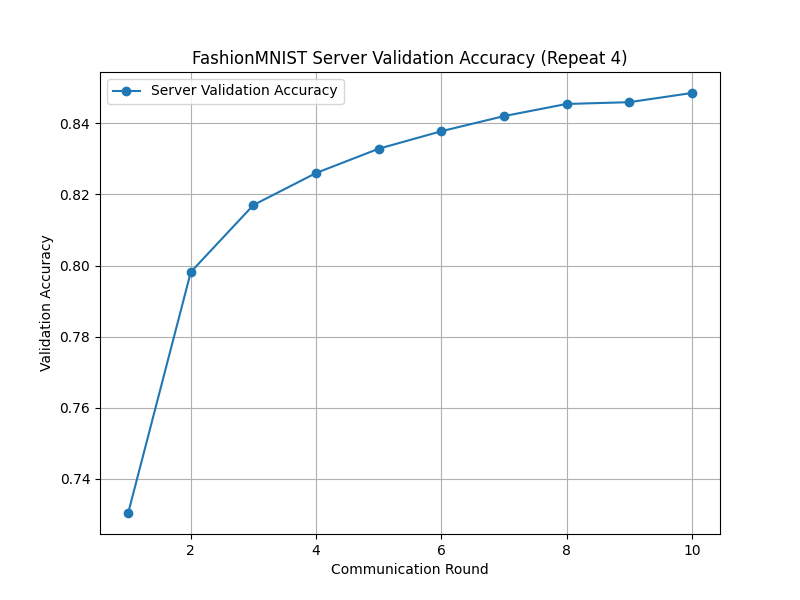 FashionMNIST Server Validation Accuracy (Repeat 4)
Server Validation Accuracy
0.84
0.82
0.80
0.78
0.76
0.74
Validation Accuracy
2 4 6 8 10
Communication Round